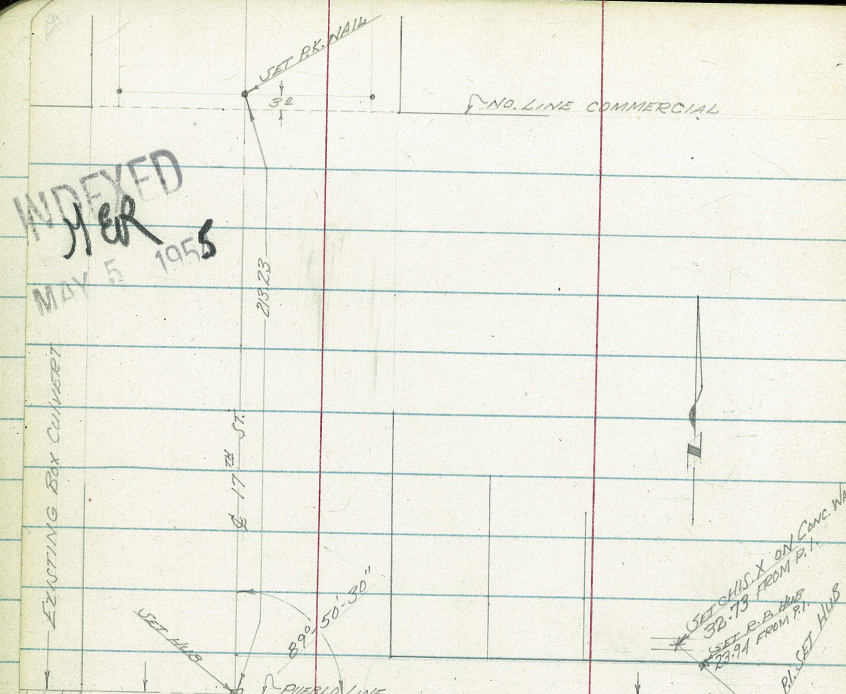 SET P.K. NAIL
3²
NO. LINE COMMERCIAL
INDEXED
MER
MAY 5 1955
213.23
EXISTING BOX CULVERT
℄ 17TH ST.
N
89°-50'-30"
SET HUB
PUEBLO LINE
SET CHIS. X ON CONC. WA
32.73 FROM P.I.
SET R.P. HUB
23.94 FROM P.I.
P.I. SET HUB